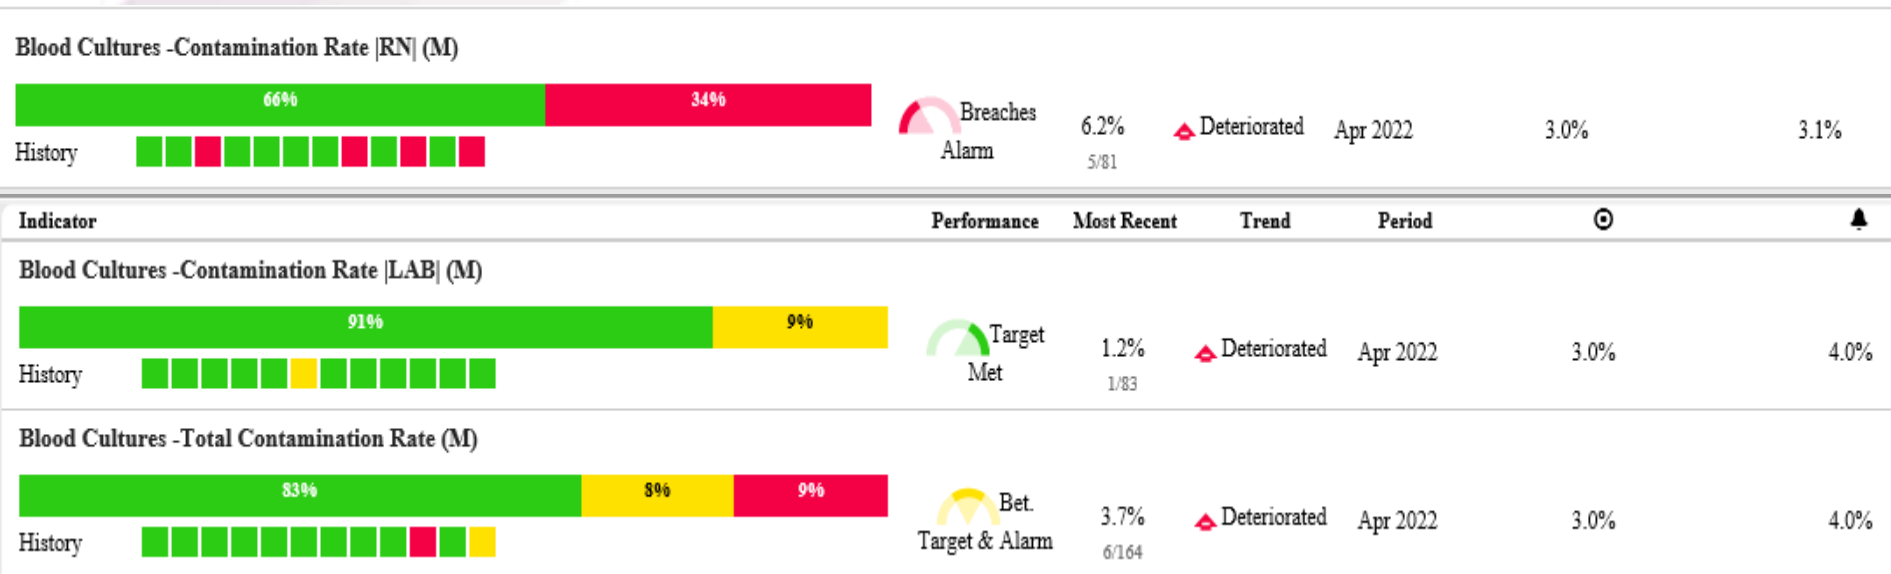 Blood Cultures -Contamination Rate |RN| (M)
66% 34%
Breaches Alarm 6.2% 5/81 Deteriorated Apr 2022 3.0% 3.1%
History
Indicator Performance Most Recent Trend Period
Blood Cultures -Contamination Rate |LAB| (M)
91% 9%
Target Met 1.2% 1/83 Deteriorated Apr 2022 3.0% 4.0%
History
Blood Cultures -Total Contamination Rate (M)
83% 8% 9%
Bet. Target & Alarm 3.7% 6/164 Deteriorated Apr 2022 3.0% 4.0%
History